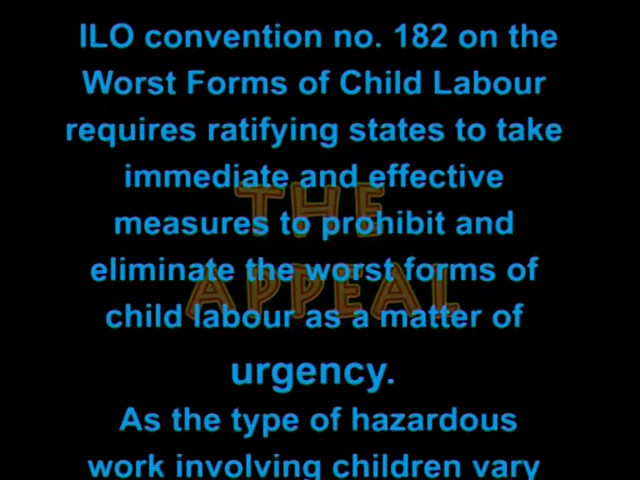 ILO convention no. 182 on the
Worst Forms of Child Labour
requires ratifying states to take
immediate and effective
measures to prohibit and
eliminate the worst forms of
child labour as a matter of
urgency.
As the type of hazardous
work involving children vary
THE
APPEAL